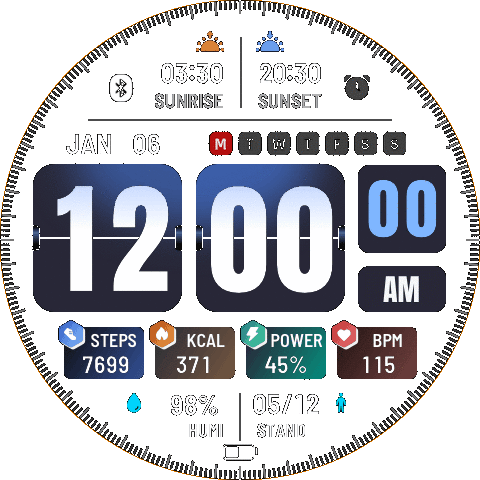 03:30 20:30
SUNRISE SUNSET
JAN 06 M T W T F S S
12 00 00
AM
STEPS KCAL POWER BPM
7699 371 45% 115
98% 05/12
HUMI STAND